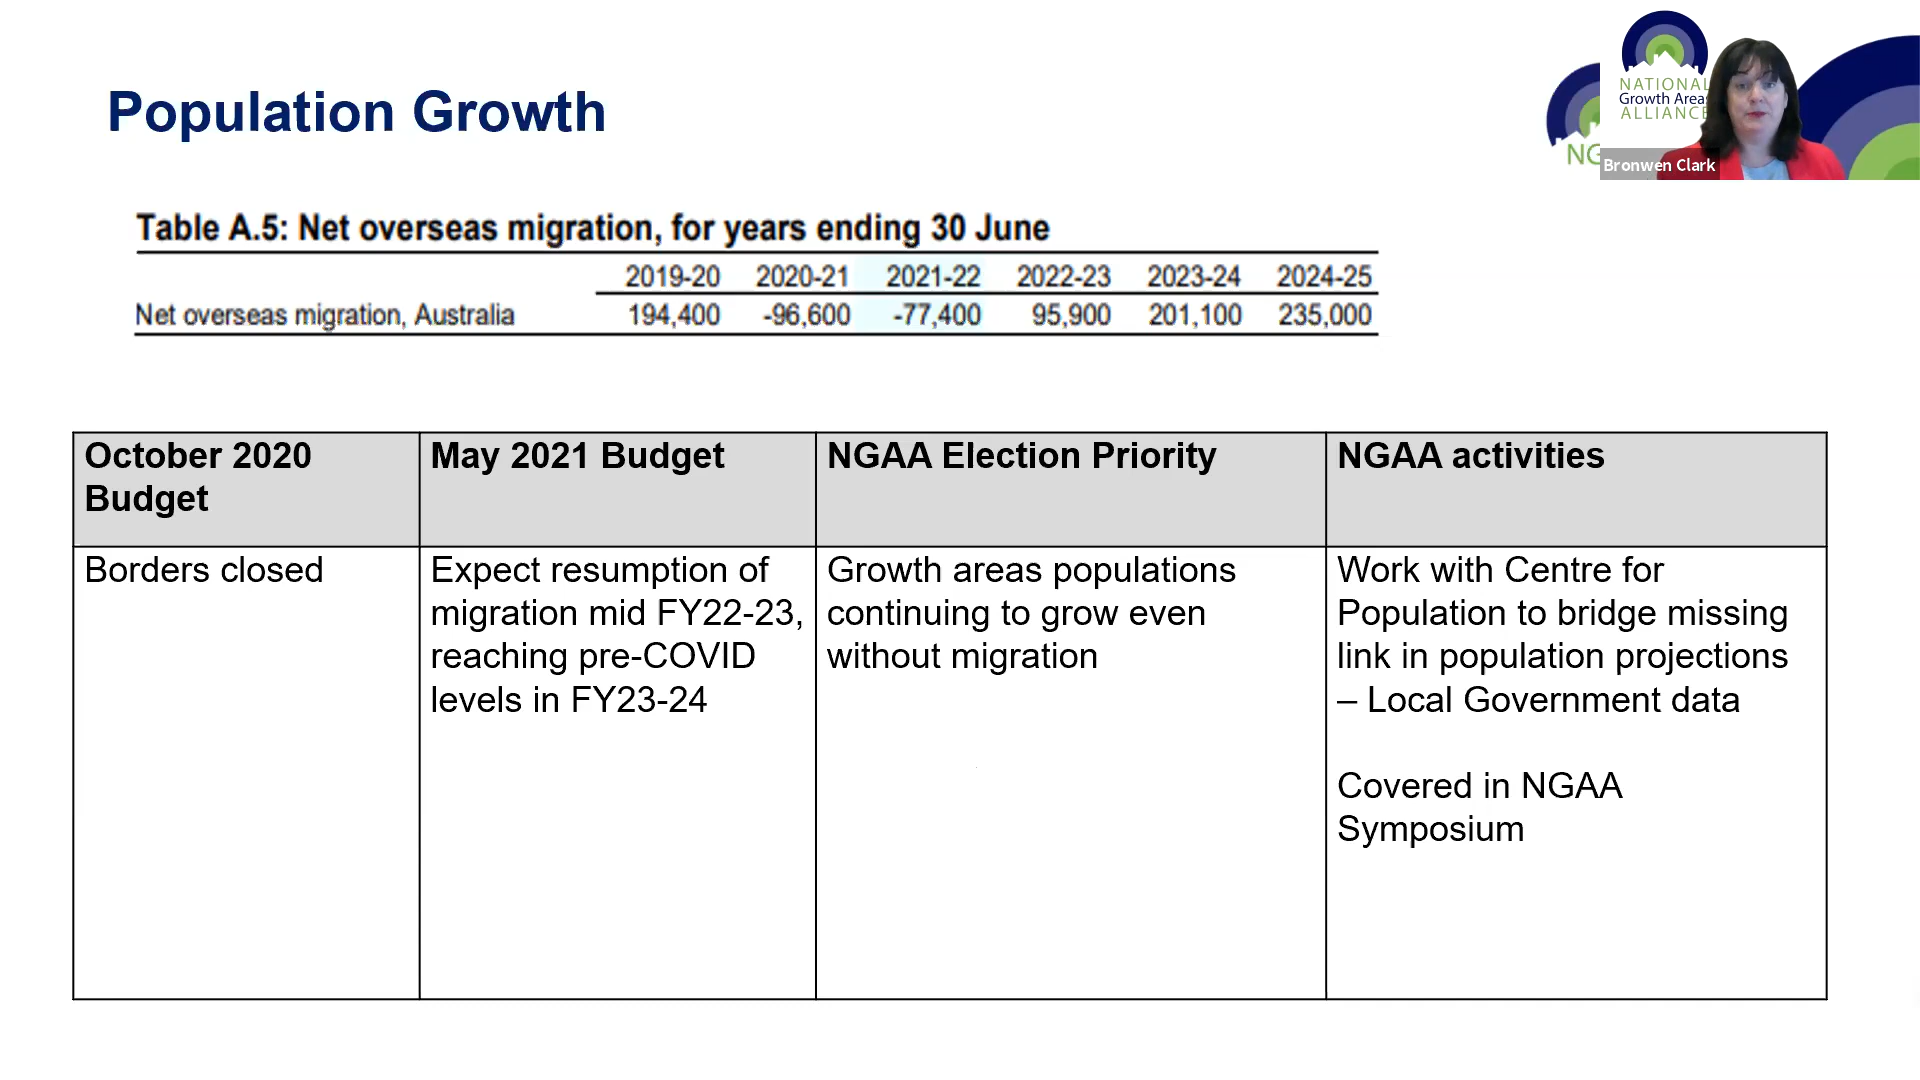 Population Growth
NATIONAL
Growth Areas
ALLIANCE
NG
Bronwen Clark
Table A.5: Net overseas migration, for years ending 30 June
2019-20 2020-21 2021-22 2022-23 2023-24 2024-25
Net overseas migration, Australia 194,400 -96,600 -77,400 95,900 201,100 235,000
October 2020
Budget
May 2021 Budget
NGAA Election Priority
NGAA activities
Borders closed
Expect resumption of
migration mid FY22-23,
reaching pre-COVID
levels in FY23-24
Growth areas populations
continuing to grow even
without migration
Work with Centre for
Population to bridge missing
link in population projections
– Local Government data
Covered in NGAA
Symposium